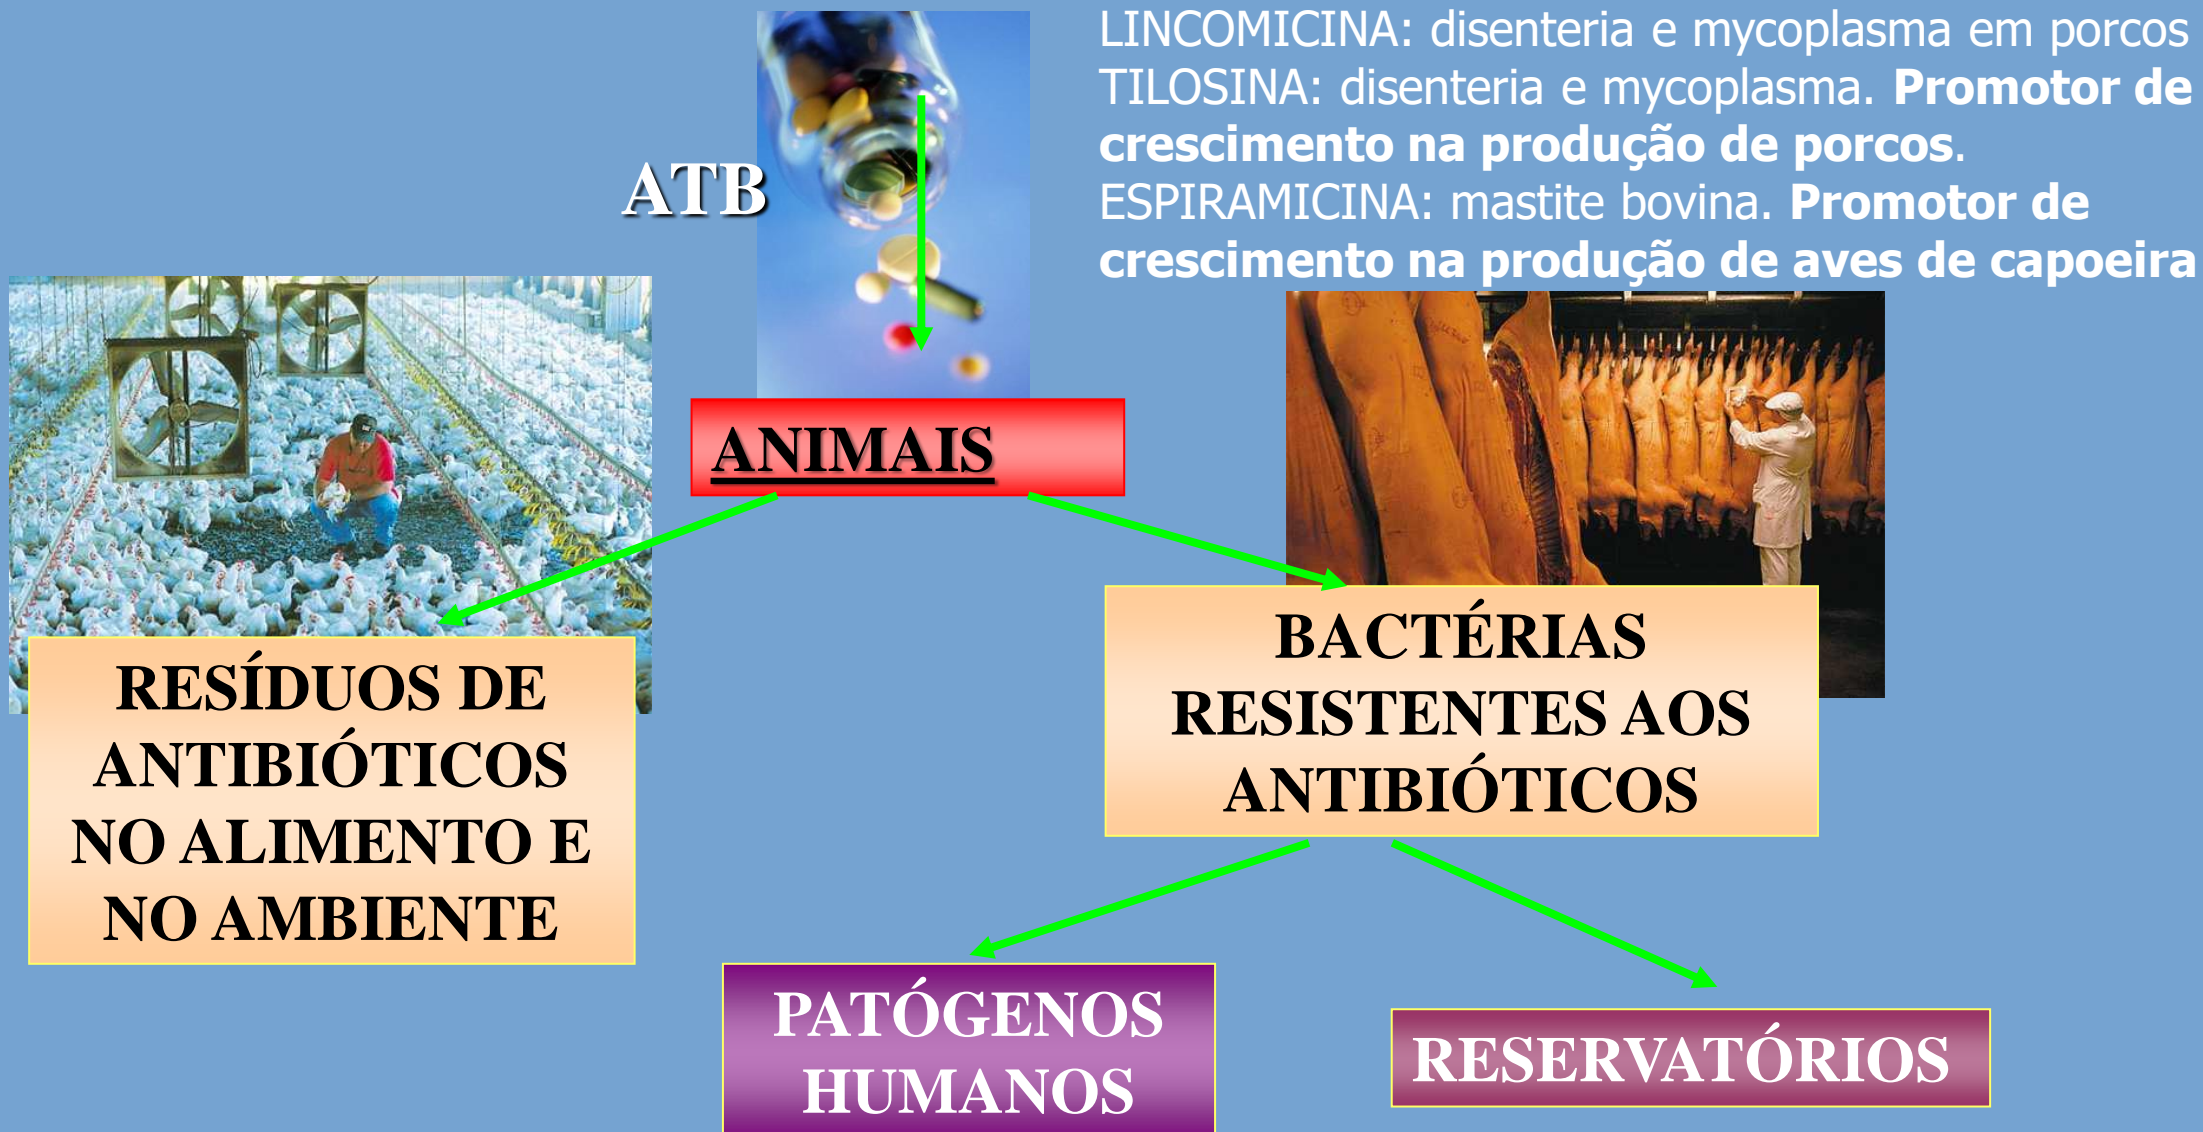 LINCOMICINA: disenteria e mycoplasma em porcos
TILOSINA: disenteria e mycoplasma. Promotor de
crescimento na produção de porcos.
ESPIRAMICINA: mastite bovina. Promotor de
crescimento na produção de aves de capoeira
ATB
ANIMAIS
RESÍDUOS DE
ANTIBIÓTICOS
NO ALIMENTO E
NO AMBIENTE
BACTÉRIAS
RESISTENTES AOS
ANTIBIÓTICOS
PATÓGENOS
HUMANOS
RESERVATÓRIOS